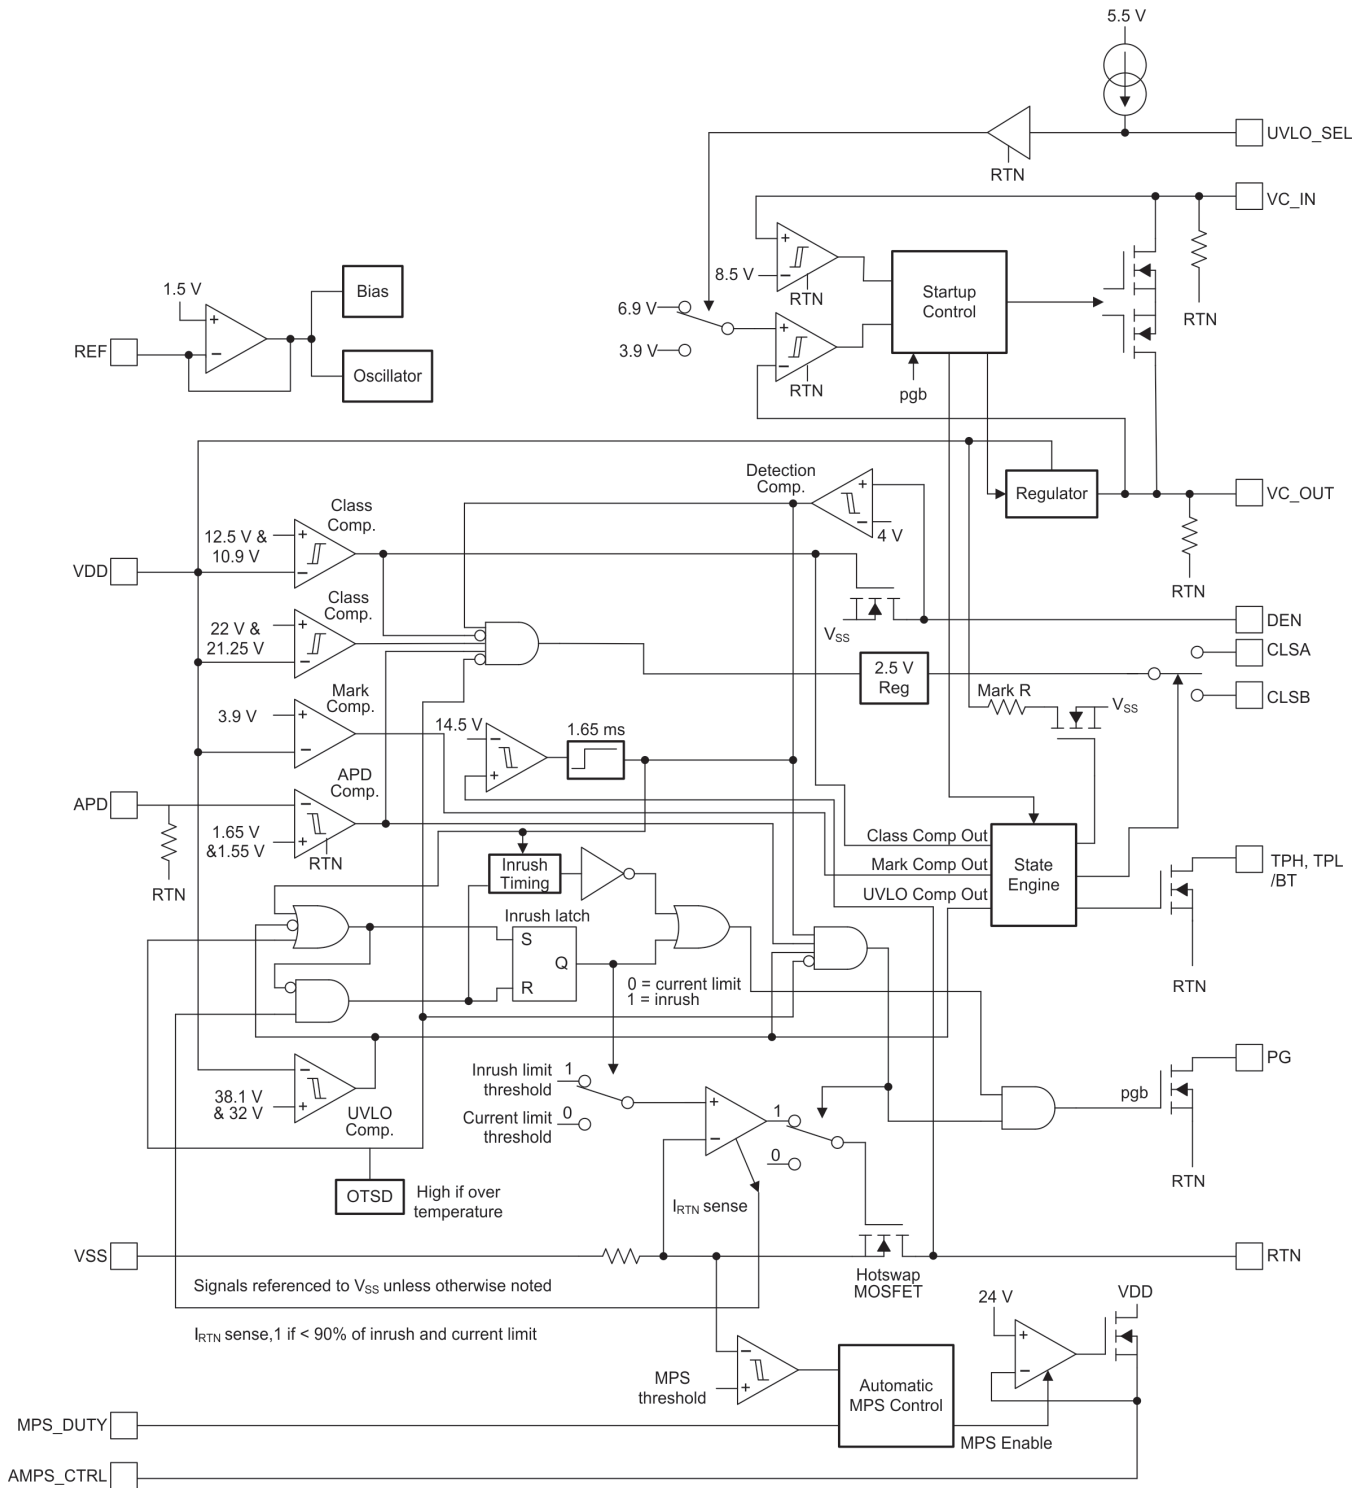 5.5 V
UVLO_SEL
RTN
VC_IN
8.5 V
RTN
Startup
Control
RTN
1.5 V
Bias
6.9 V
REF
Oscillator
3.9 V
RTN
pgb
Detection
Comp.
4 V
Regulator
VC_OUT
RTN
Class
Comp.
12.5 V &
10.9 V
VDD
Class
Comp.
22 V &
21.25 V
VSS
DEN
CLSA
2.5 V
Reg
Mark R
VSS
CLSB
Mark
Comp.
3.9 V
14.5 V
1.65 ms
APD
APD
Comp.
1.65 V
&1.55 V
RTN
RTN
Inrush
Timing
Class Comp Out
Mark Comp Out
UVLO Comp Out
State
Engine
TPH, TPL
/BT
RTN
Inrush latch
S
Q
R
0 = current limit
1 = inrush
Inrush limit
threshold
1
Current limit
threshold
0
38.1 V
& 32 V
UVLO
Comp.
1
0
pgb
PG
RTN
OTSD
High if over
temperature
IRTN sense
VSS
RTN
Hotswap
MOSFET
Signals referenced to VSS unless otherwise noted
IRTN sense,1 if < 90% of inrush and current limit
24 V
VDD
MPS
threshold
Automatic
MPS Control
MPS Enable
MPS_DUTY
AMPS_CTRL
+
−
+
−
+
−
+
−
+
−
+
−
+
−
−
+
−
+
−
+
+
−
−
+
+
−